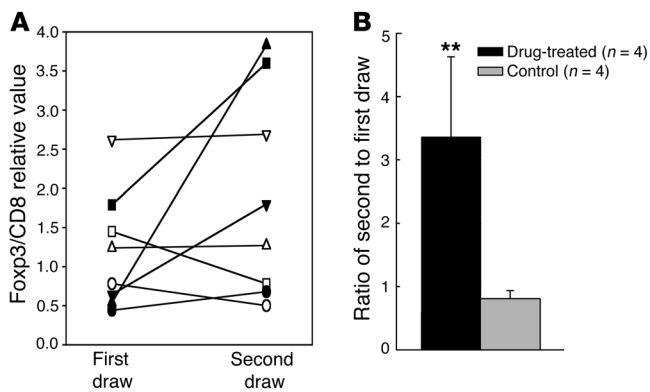 A
Foxp3/CD8 relative value
4.0
3.5
3.0
2.5
2.0
1.5
1.0
0.5
0.0
First
draw
Second
draw
B
Ratio of second to first draw
5
4
3
2
1
0
**
Drug-treated (n = 4)
Control (n = 4)